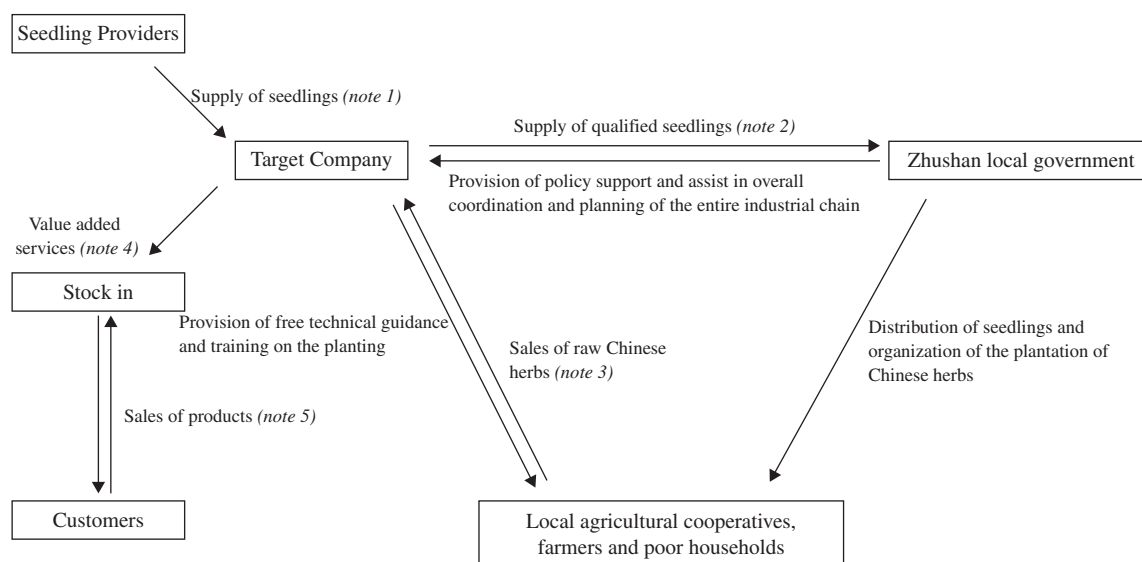 Seedling Providers
Supply of seedlings (note 1)
Supply of qualified seedlings (note 2)
Target Company
Zhushan local government
Provision of policy support and assist in overall
coordination and planning of the entire industrial chain
Value added
services (note 4)
Stock in
Provision of free technical guidance
and training on the planting
Sales of raw Chinese
herbs (note 3)
Distribution of seedlings and
organization of the plantation of
Chinese herbs
Sales of products (note 5)
Customers
Local agricultural cooperatives,
farmers and poor households